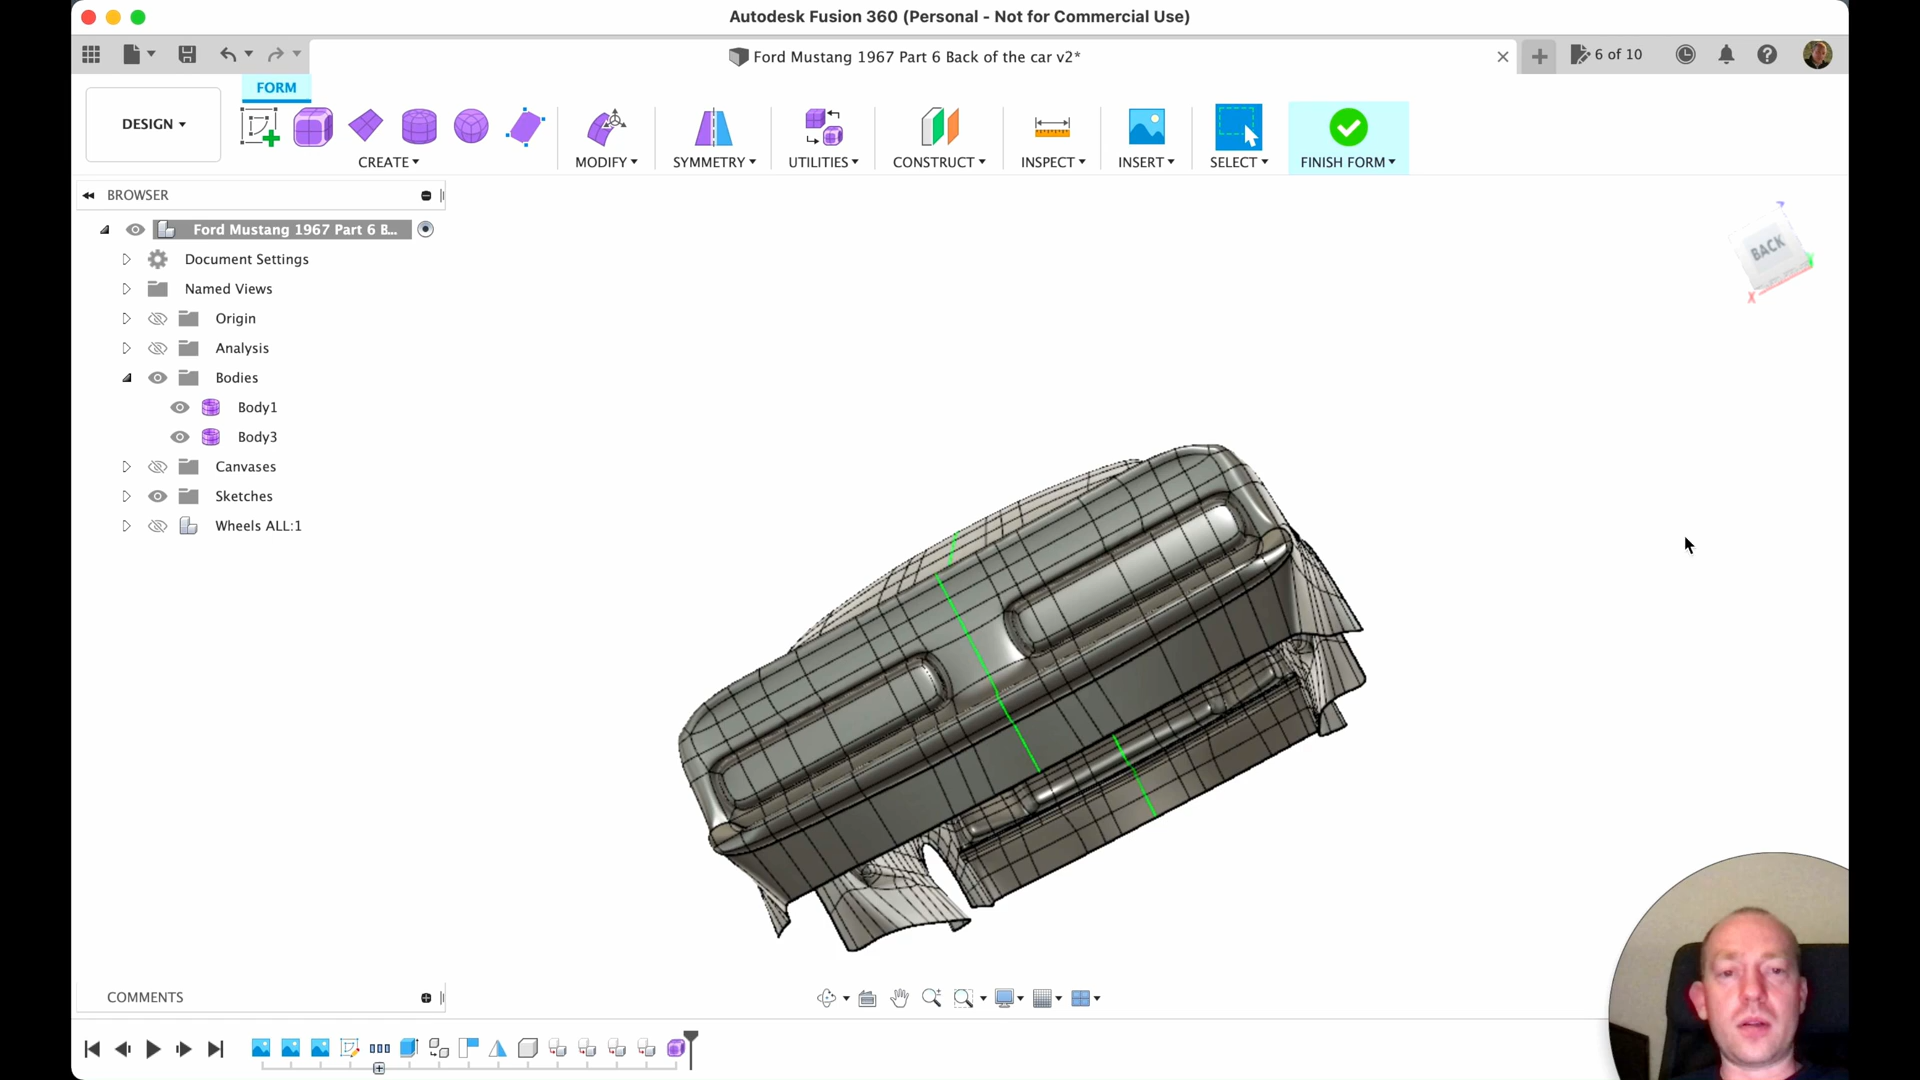 Autodesk Fusion 360 (Personal - Not for Commercial Use)
Ford Mustang 1967 Part 6 Back of the car v2*
6 of 10
FORM
DESIGN
CREATE
MODIFY
SYMMETRY
UTILITIES
CONSTRUCT
INSPECT
INSERT
SELECT
FINISH FORM
BROWSER
Ford Mustang 1967 Part 6 B...
Document Settings
Named Views
Origin
Analysis
Bodies
Body1
Body3
Canvases
Sketches
Wheels ALL:1
BACK
X
COMMENTS